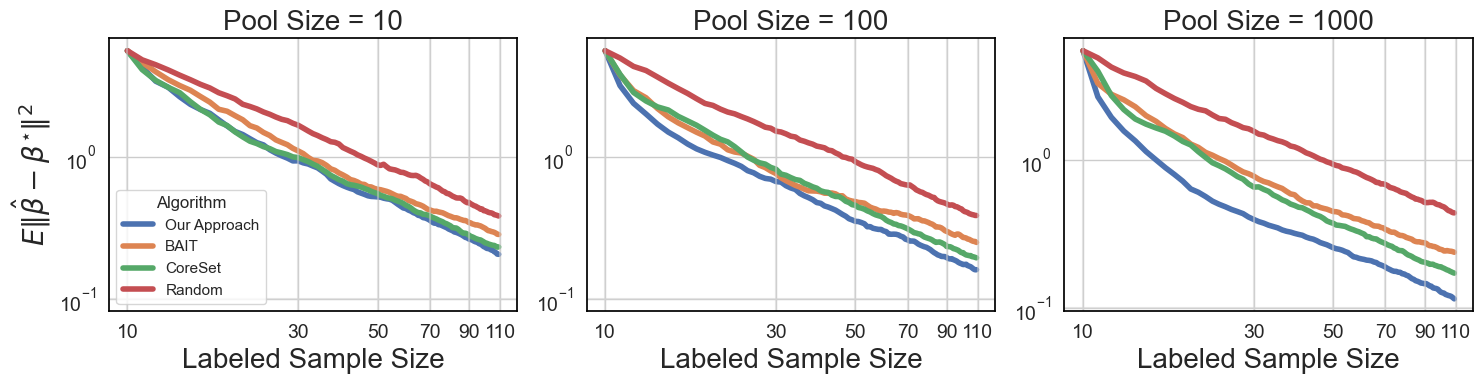 Pool Size = 10
Pool Size = 100
Pool Size = 1000
E‖β̂ − β*‖²
10⁰
10⁻¹
Algorithm
Our Approach
BAIT
CoreSet
Random
10 30 50 70 90 110
Labeled Sample Size
10⁰
10⁻¹
10 30 50 70 90 110
Labeled Sample Size
10⁰
10⁻¹
10 30 50 70 90 110
Labeled Sample Size